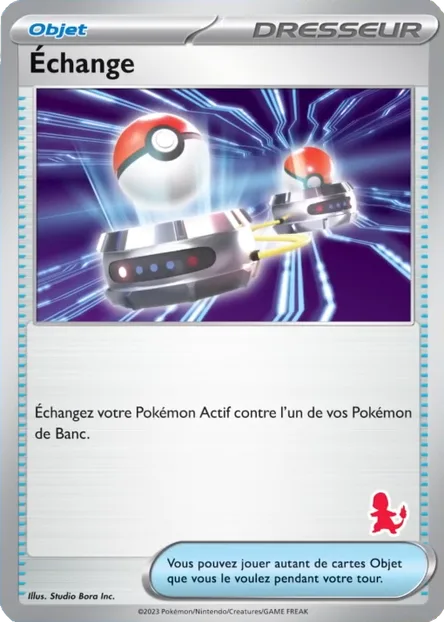 Objet
DRESSEUR
Échange
Échangez votre Pokémon Actif contre l'un de vos Pokémon
de Banc.
Vous pouvez jouer autant de cartes Objet
que vous le voulez pendant votre tour.
Illus. Studio Bora Inc.
©2023 Pokémon/Nintendo/Creatures/GAME FREAK